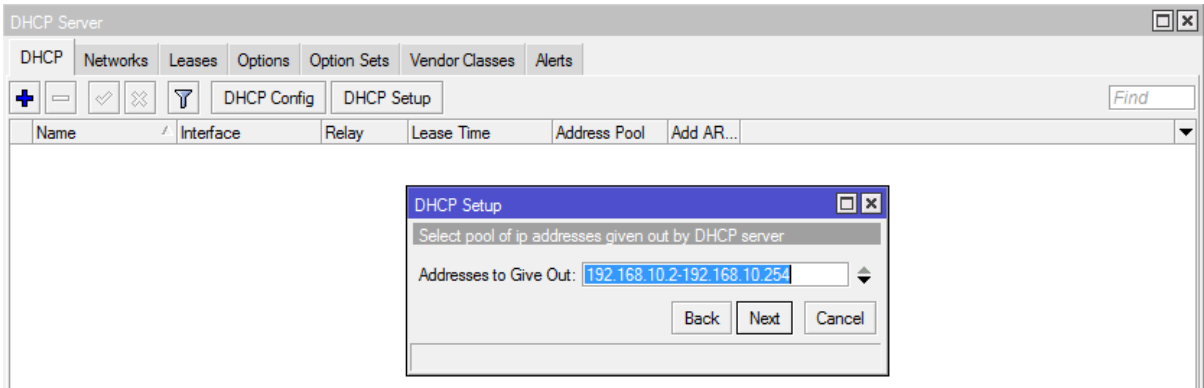 DHCP Server
DHCP Networks Leases Options Option Sets Vendor Classes Alerts
DHCP Config DHCP Setup Find
Name Interface Relay Lease Time Address Pool Add AR...
DHCP Setup
Select pool of ip addresses given out by DHCP server
Addresses to Give Out: 192.168.10.2-192.168.10.254
Back Next Cancel